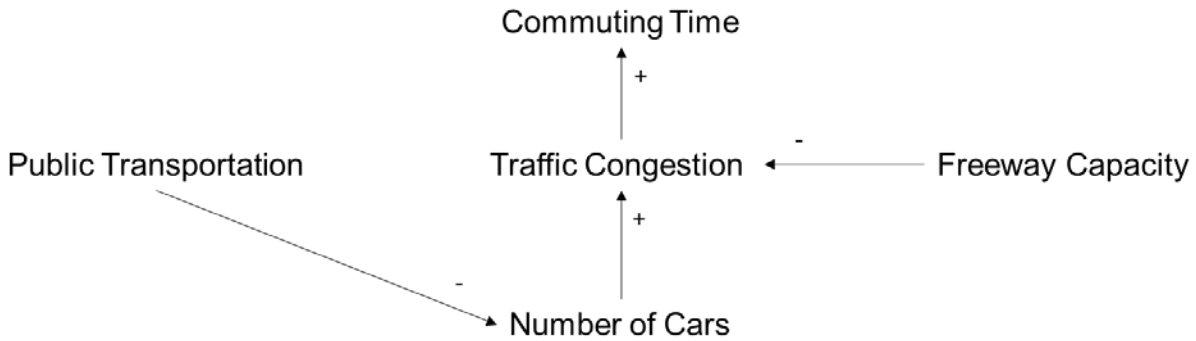 Commuting Time
+
Public Transportation
Traffic Congestion
-
Freeway Capacity
+
-
Number of Cars